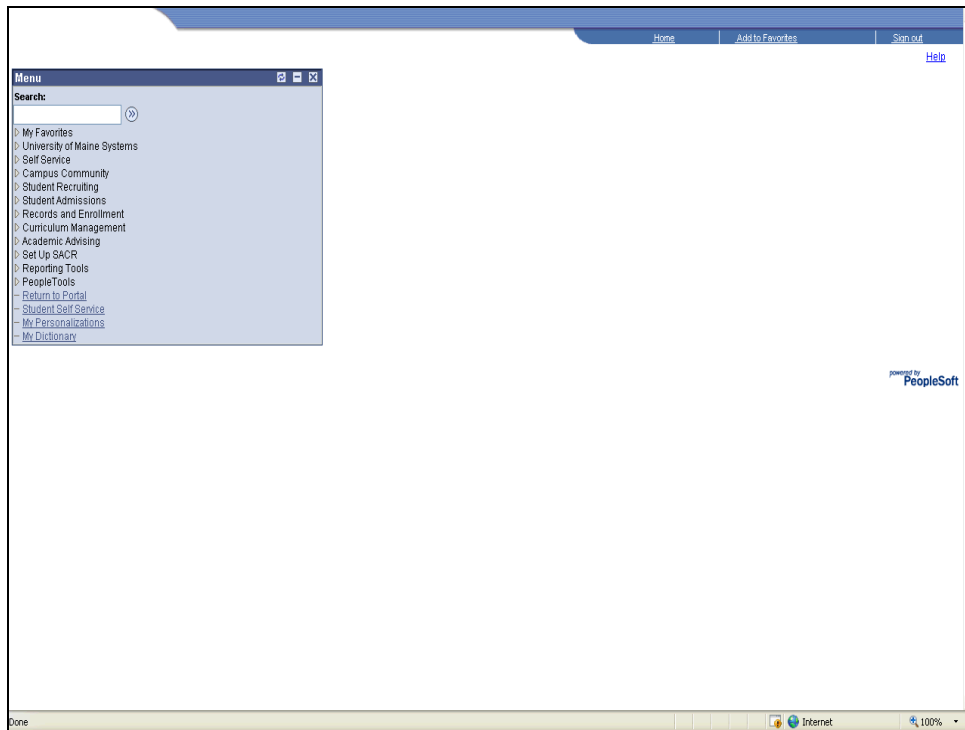 Home Add to Favorites Sign out
Help
Menu
Search:
My Favorites
University of Maine Systems
Self Service
Campus Community
Student Recruiting
Student Admissions
Records and Enrollment
Curriculum Management
Academic Advising
Set Up SACR
Reporting Tools
PeopleTools
Return to Portal
Student Self Service
My Personalizations
My Dictionary
powered by
PeopleSoft
Done Internet 100%